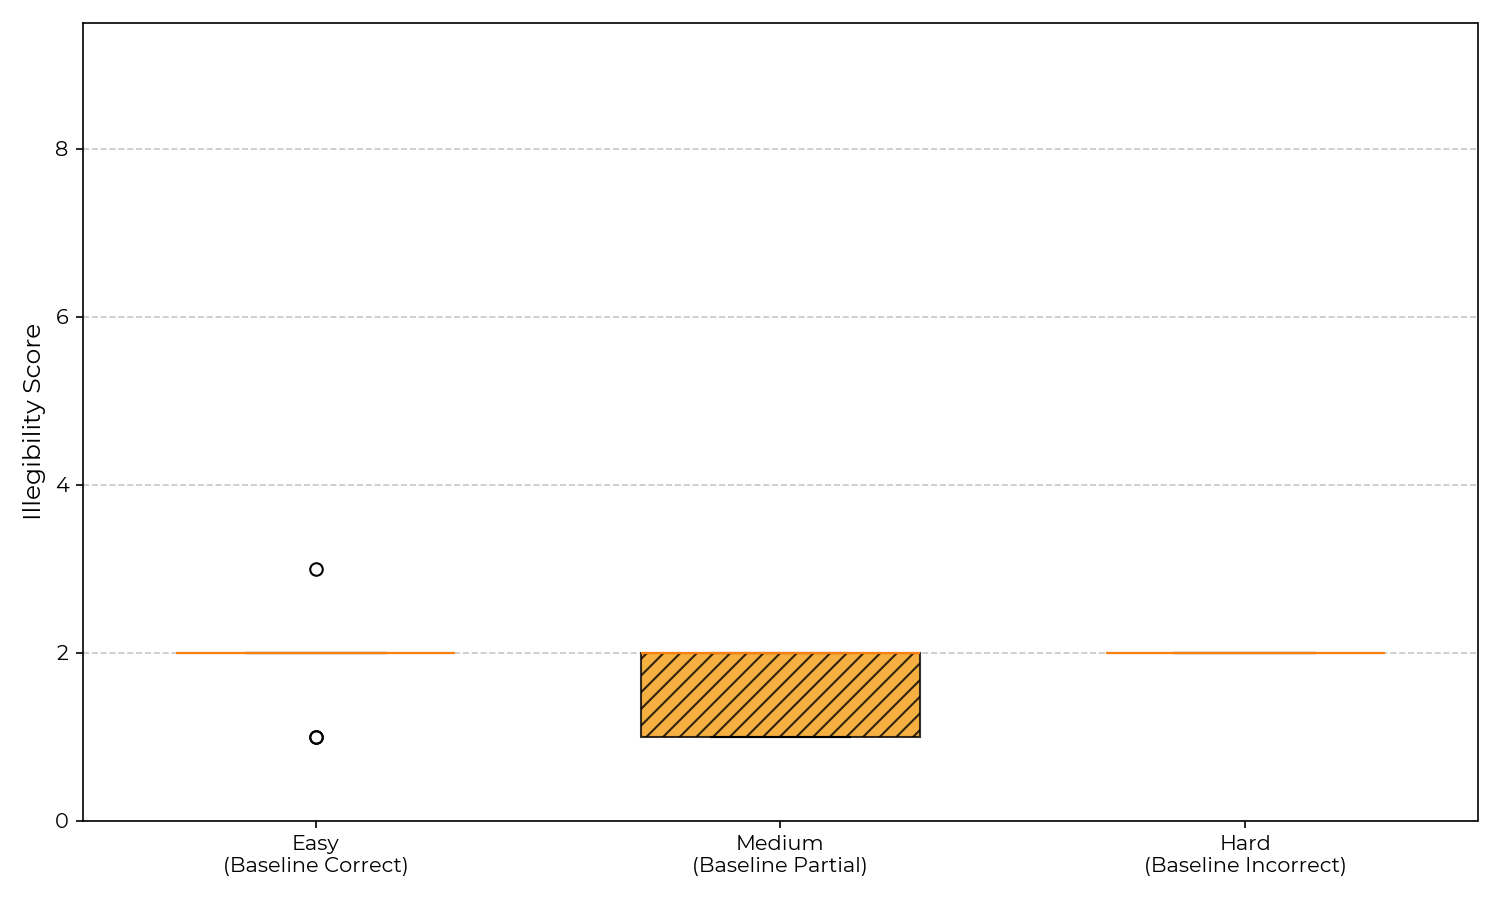 Illegibility Score
8
6
4
2
0
Easy
(Baseline Correct)
Medium
(Baseline Partial)
Hard
(Baseline Incorrect)